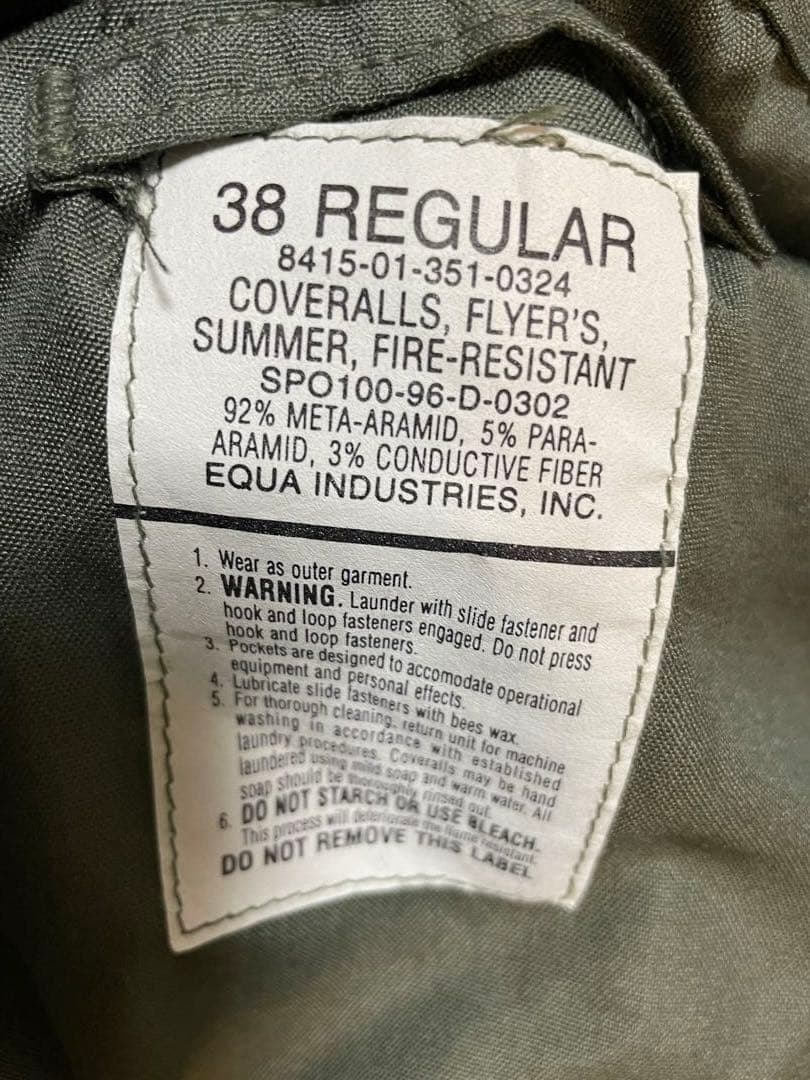 38 REGULAR
8415-01-351-0324
COVERALLS, FLYER'S,
SUMMER, FIRE-RESISTANT
SPO100-96-D-0302
92% META-ARAMID, 5% PARA-
ARAMID, 3% CONDUCTIVE FIBER
EQUA INDUSTRIES, INC.
1. Wear as outer garment.
2. WARNING. Launder with slide fastener and
hook and loop fasteners engaged. Do not press
hook and loop fasteners.
3. Pockets are designed to accomodate operational
equipment and personal effects.
4. Lubricate slide fasteners with bees wax.
5. For thorough cleaning, return unit for machine
washing in accordance with established
laundry procedures. Coveralls may be hand
laundered using mild soap and warm water. All
soap should be thoroughly rinsed out.
6. DO NOT STARCH OR USE BLEACH.
This process will deteriorate the flame resistant.
DO NOT REMOVE THIS LABEL